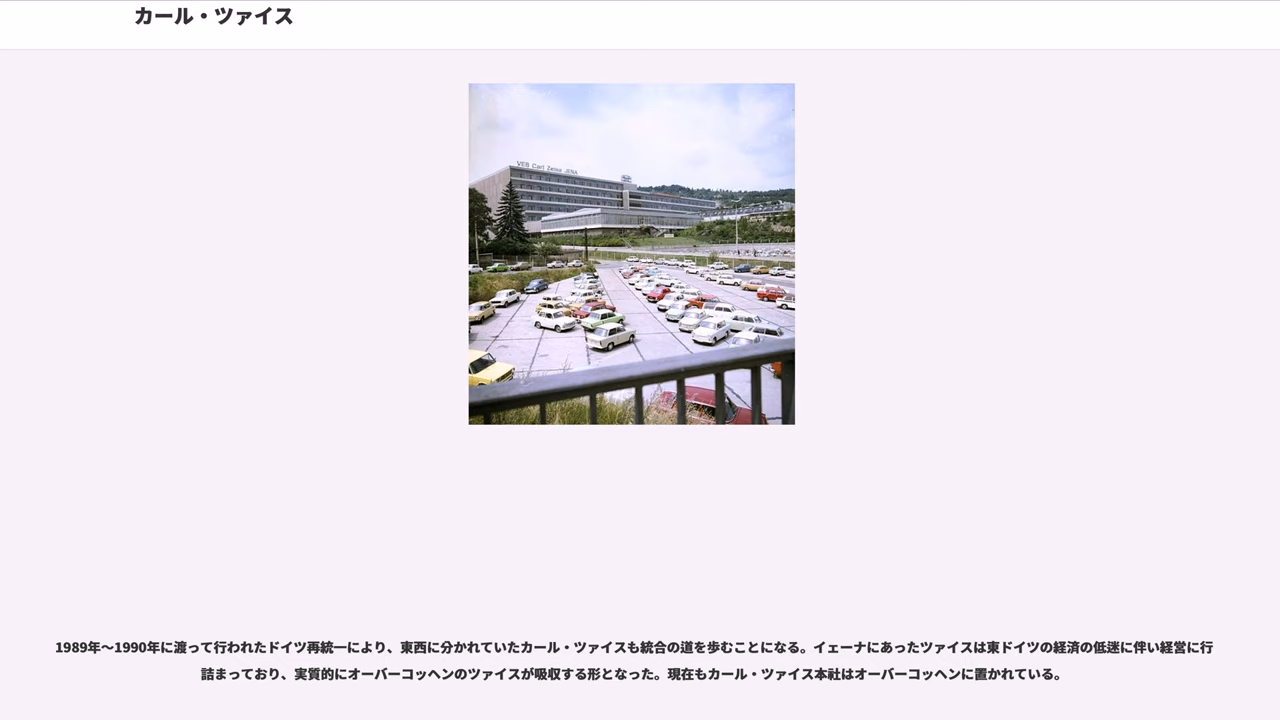 カール・ツァイス
VEB Carl Zeiss JENA
1989年〜1990年に渡って行われたドイツ再統一により、東西に分かれていたカール・ツァイスも統合の道を歩むことになる。イェーナにあったツァイスは東ドイツの経済の低迷に伴い経営に行
詰まっており、実質的にオーバーコッヘンのツァイスが吸収する形となった。現在もカール・ツァイス本社はオーバーコッヘンに置かれている。